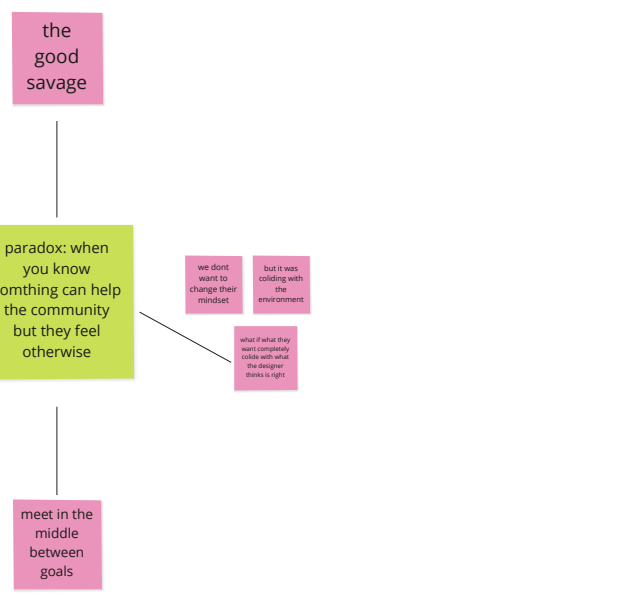 the
good
savage
paradox: when
you know
omthing can help
the community
but they feel
otherwise
we dont
want to
change their
mindset
but it was
coliding with
the
environment
what if what they
want completely
colide with what
the designer
thinks is right
meet in the
middle
between
goals